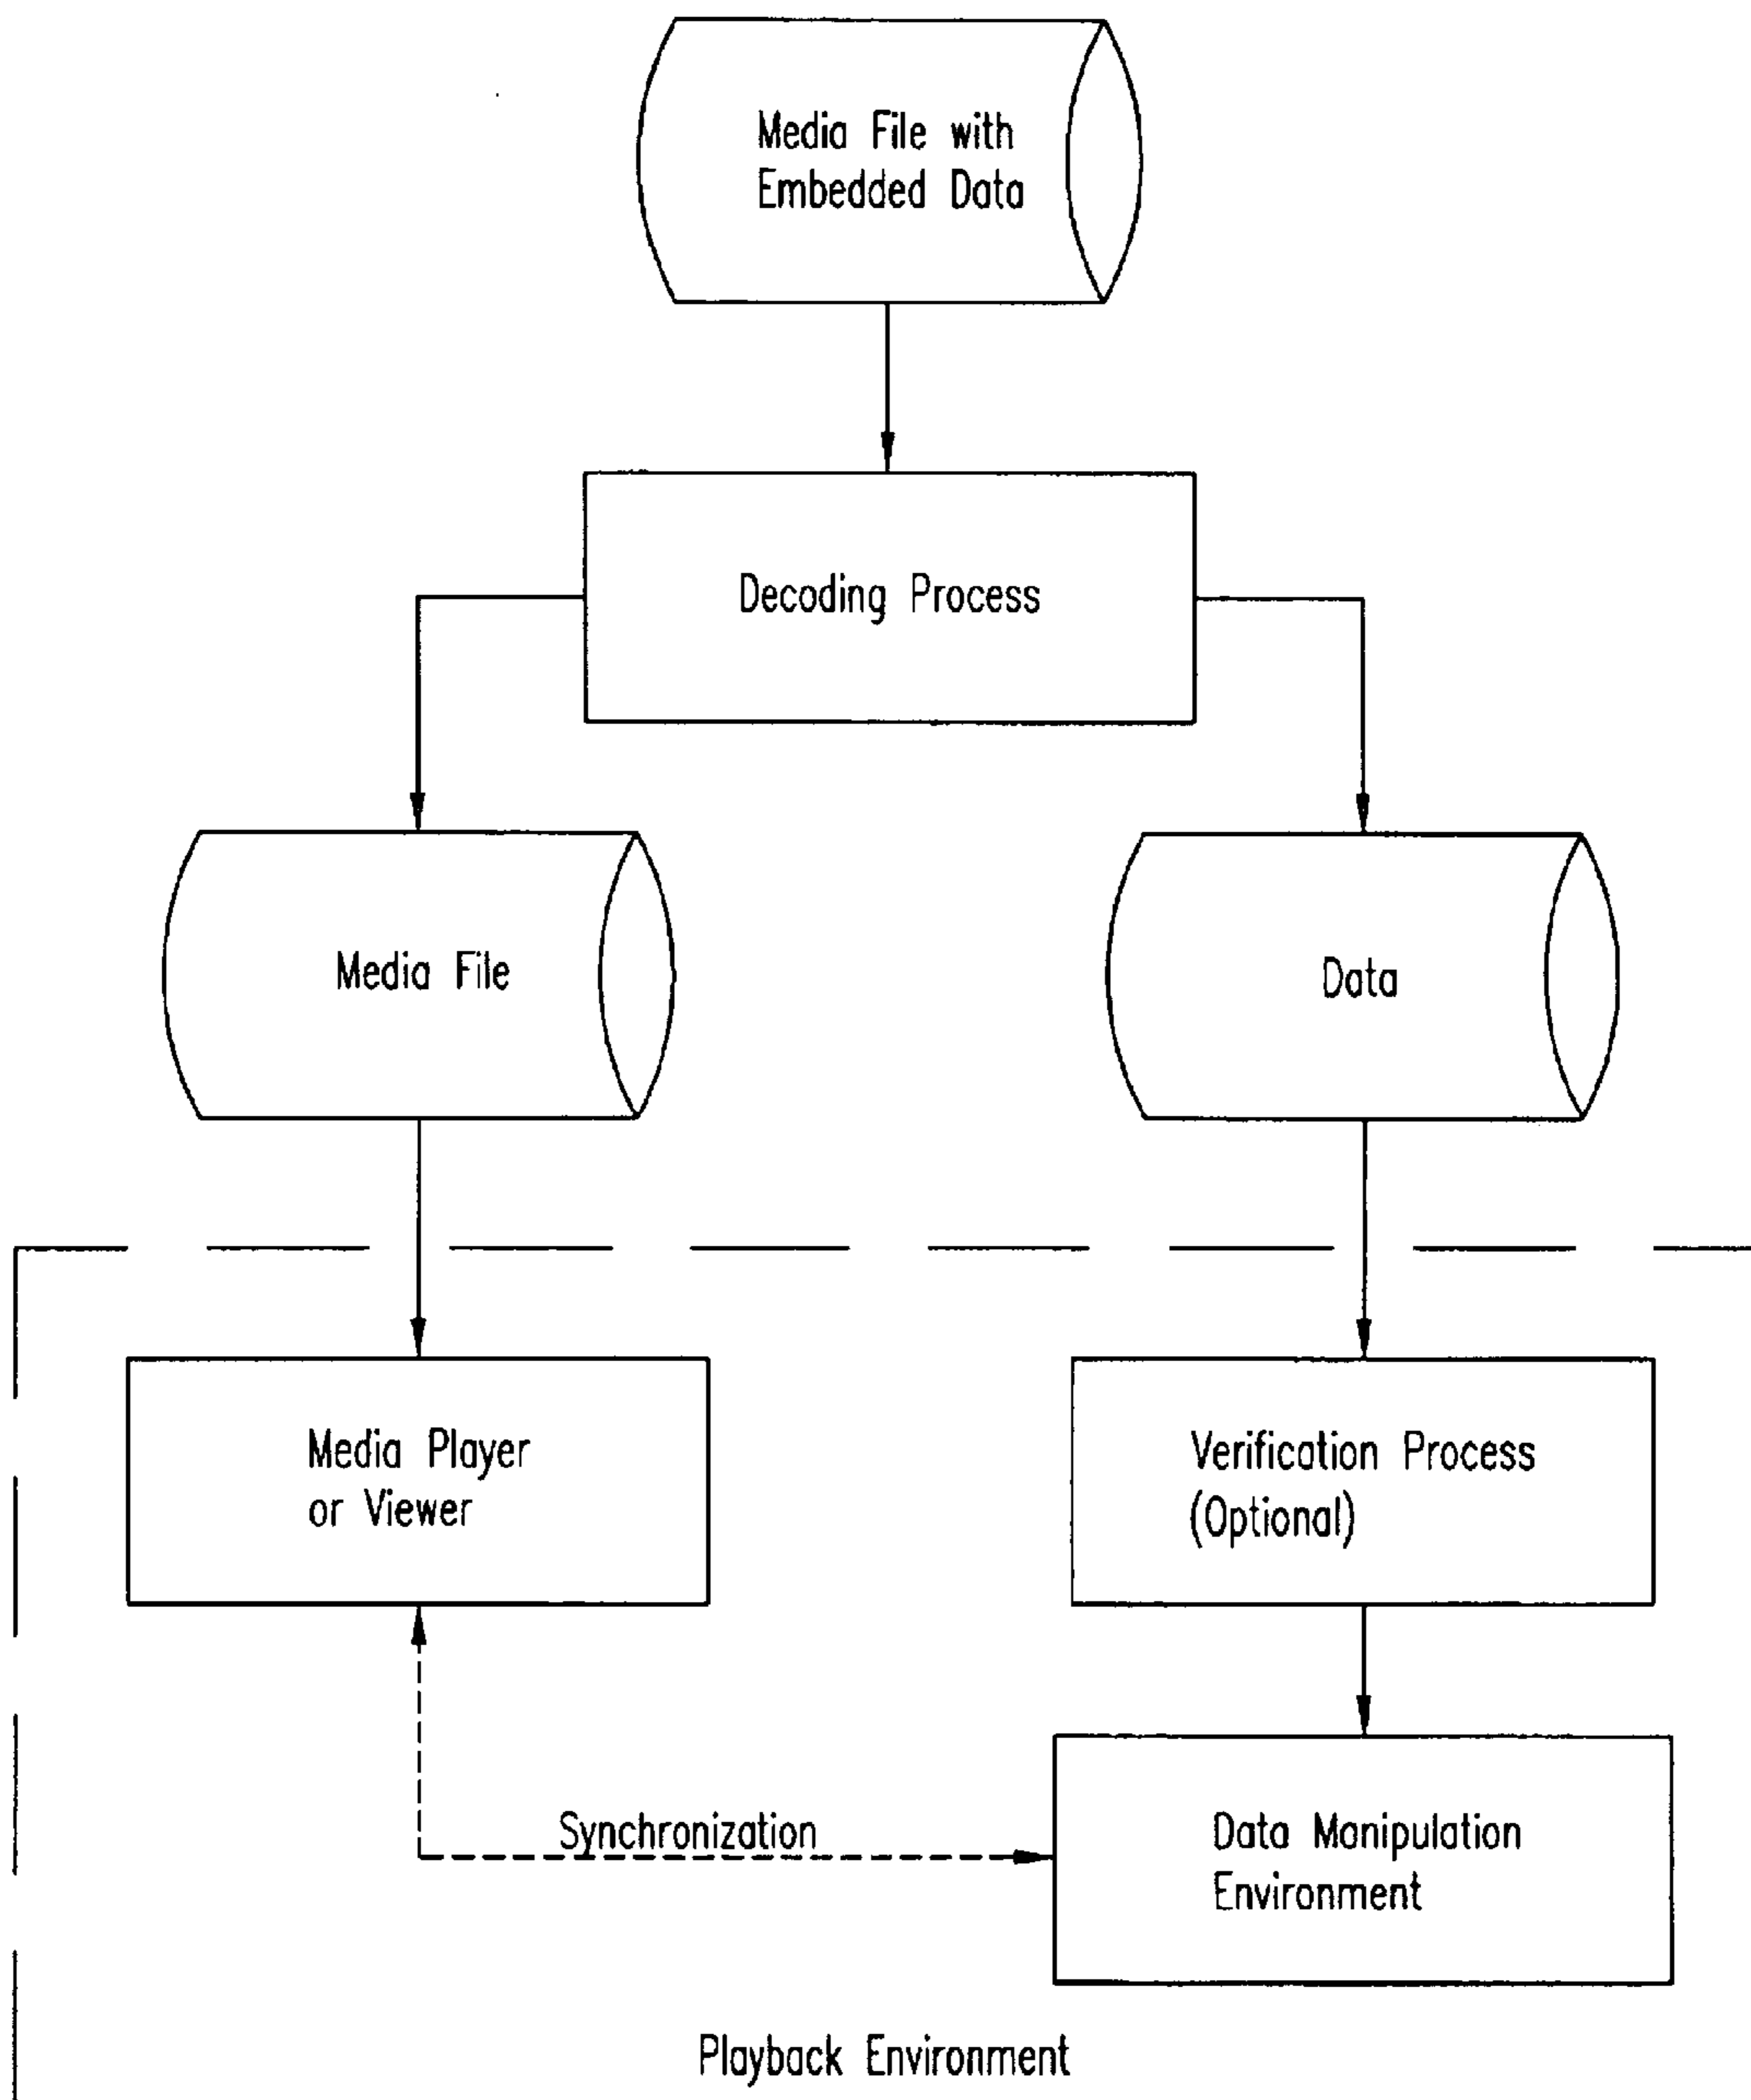 Media File with
Embedded Data
Decoding Process
Media File
Data
Media Player
or Viewer
Verification Process
(Optional)
Synchronization
Data Manipulation
Environment
Playback Environment